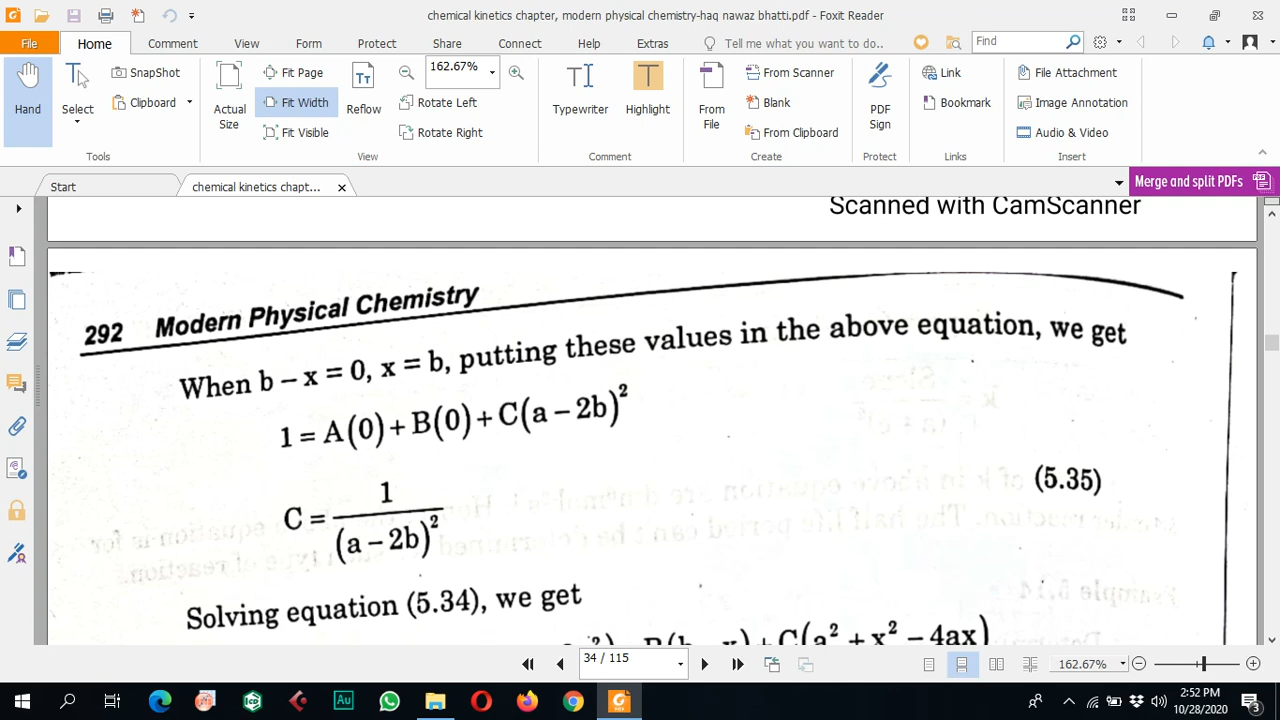 chemical kinetics chapter, modern physical chemistry-haq nawaz bhatti.pdf - Foxit Reader
File Home Comment View Form Protect Share Connect Help Extras Tell me what you want to do.. Find
Hand
Select
SnapShot
Clipboard
Tools
Actual Size
Fit Page
Fit Width
Fit Visible
Reflow
162.67%
Rotate Left
Rotate Right
View
Typewriter
Highlight
Comment
From File
From Scanner
Blank
From Clipboard
Create
PDF Sign
Protect
Link
Bookmark
Links
File Attachment
Image Annotation
Audio & Video
Insert
Start
chemical kinetics chapt...
Merge and split PDFs
Scanned with CamScanner
292 Modern Physical Chemistry
When b – x = 0, x = b, putting these values in the above equation, we get
1 = A(0) + B(0) + C(a – 2b)²
C = 1/(a – 2b)² (5.35)
Solving equation (5.34), we get
B(b – x) + C(a² + x² – 4ax)
34 / 115
162.67%
2:52 PM
10/28/2020
3